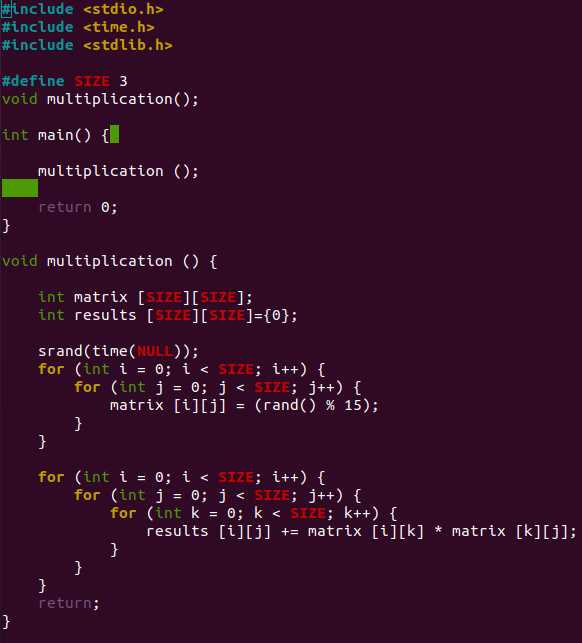 #include <stdio.h>
#include <time.h>
#include <stdlib.h>

#define SIZE 3
void multiplication();

int main() {

    multiplication ();

    return 0;
}

void multiplication () {

    int matrix [SIZE][SIZE];
    int results [SIZE][SIZE]={0};

    srand(time(NULL));
    for (int i = 0; i < SIZE; i++) {
        for (int j = 0; j < SIZE; j++) {
            matrix [i][j] = (rand() % 15);
        }
    }

    for (int i = 0; i < SIZE; i++) {
        for (int j = 0; j < SIZE; j++) {
            for (int k = 0; k < SIZE; k++) {
                results [i][j] += matrix [i][k] * matrix [k][j];
            }
        }
    }
    return;
}